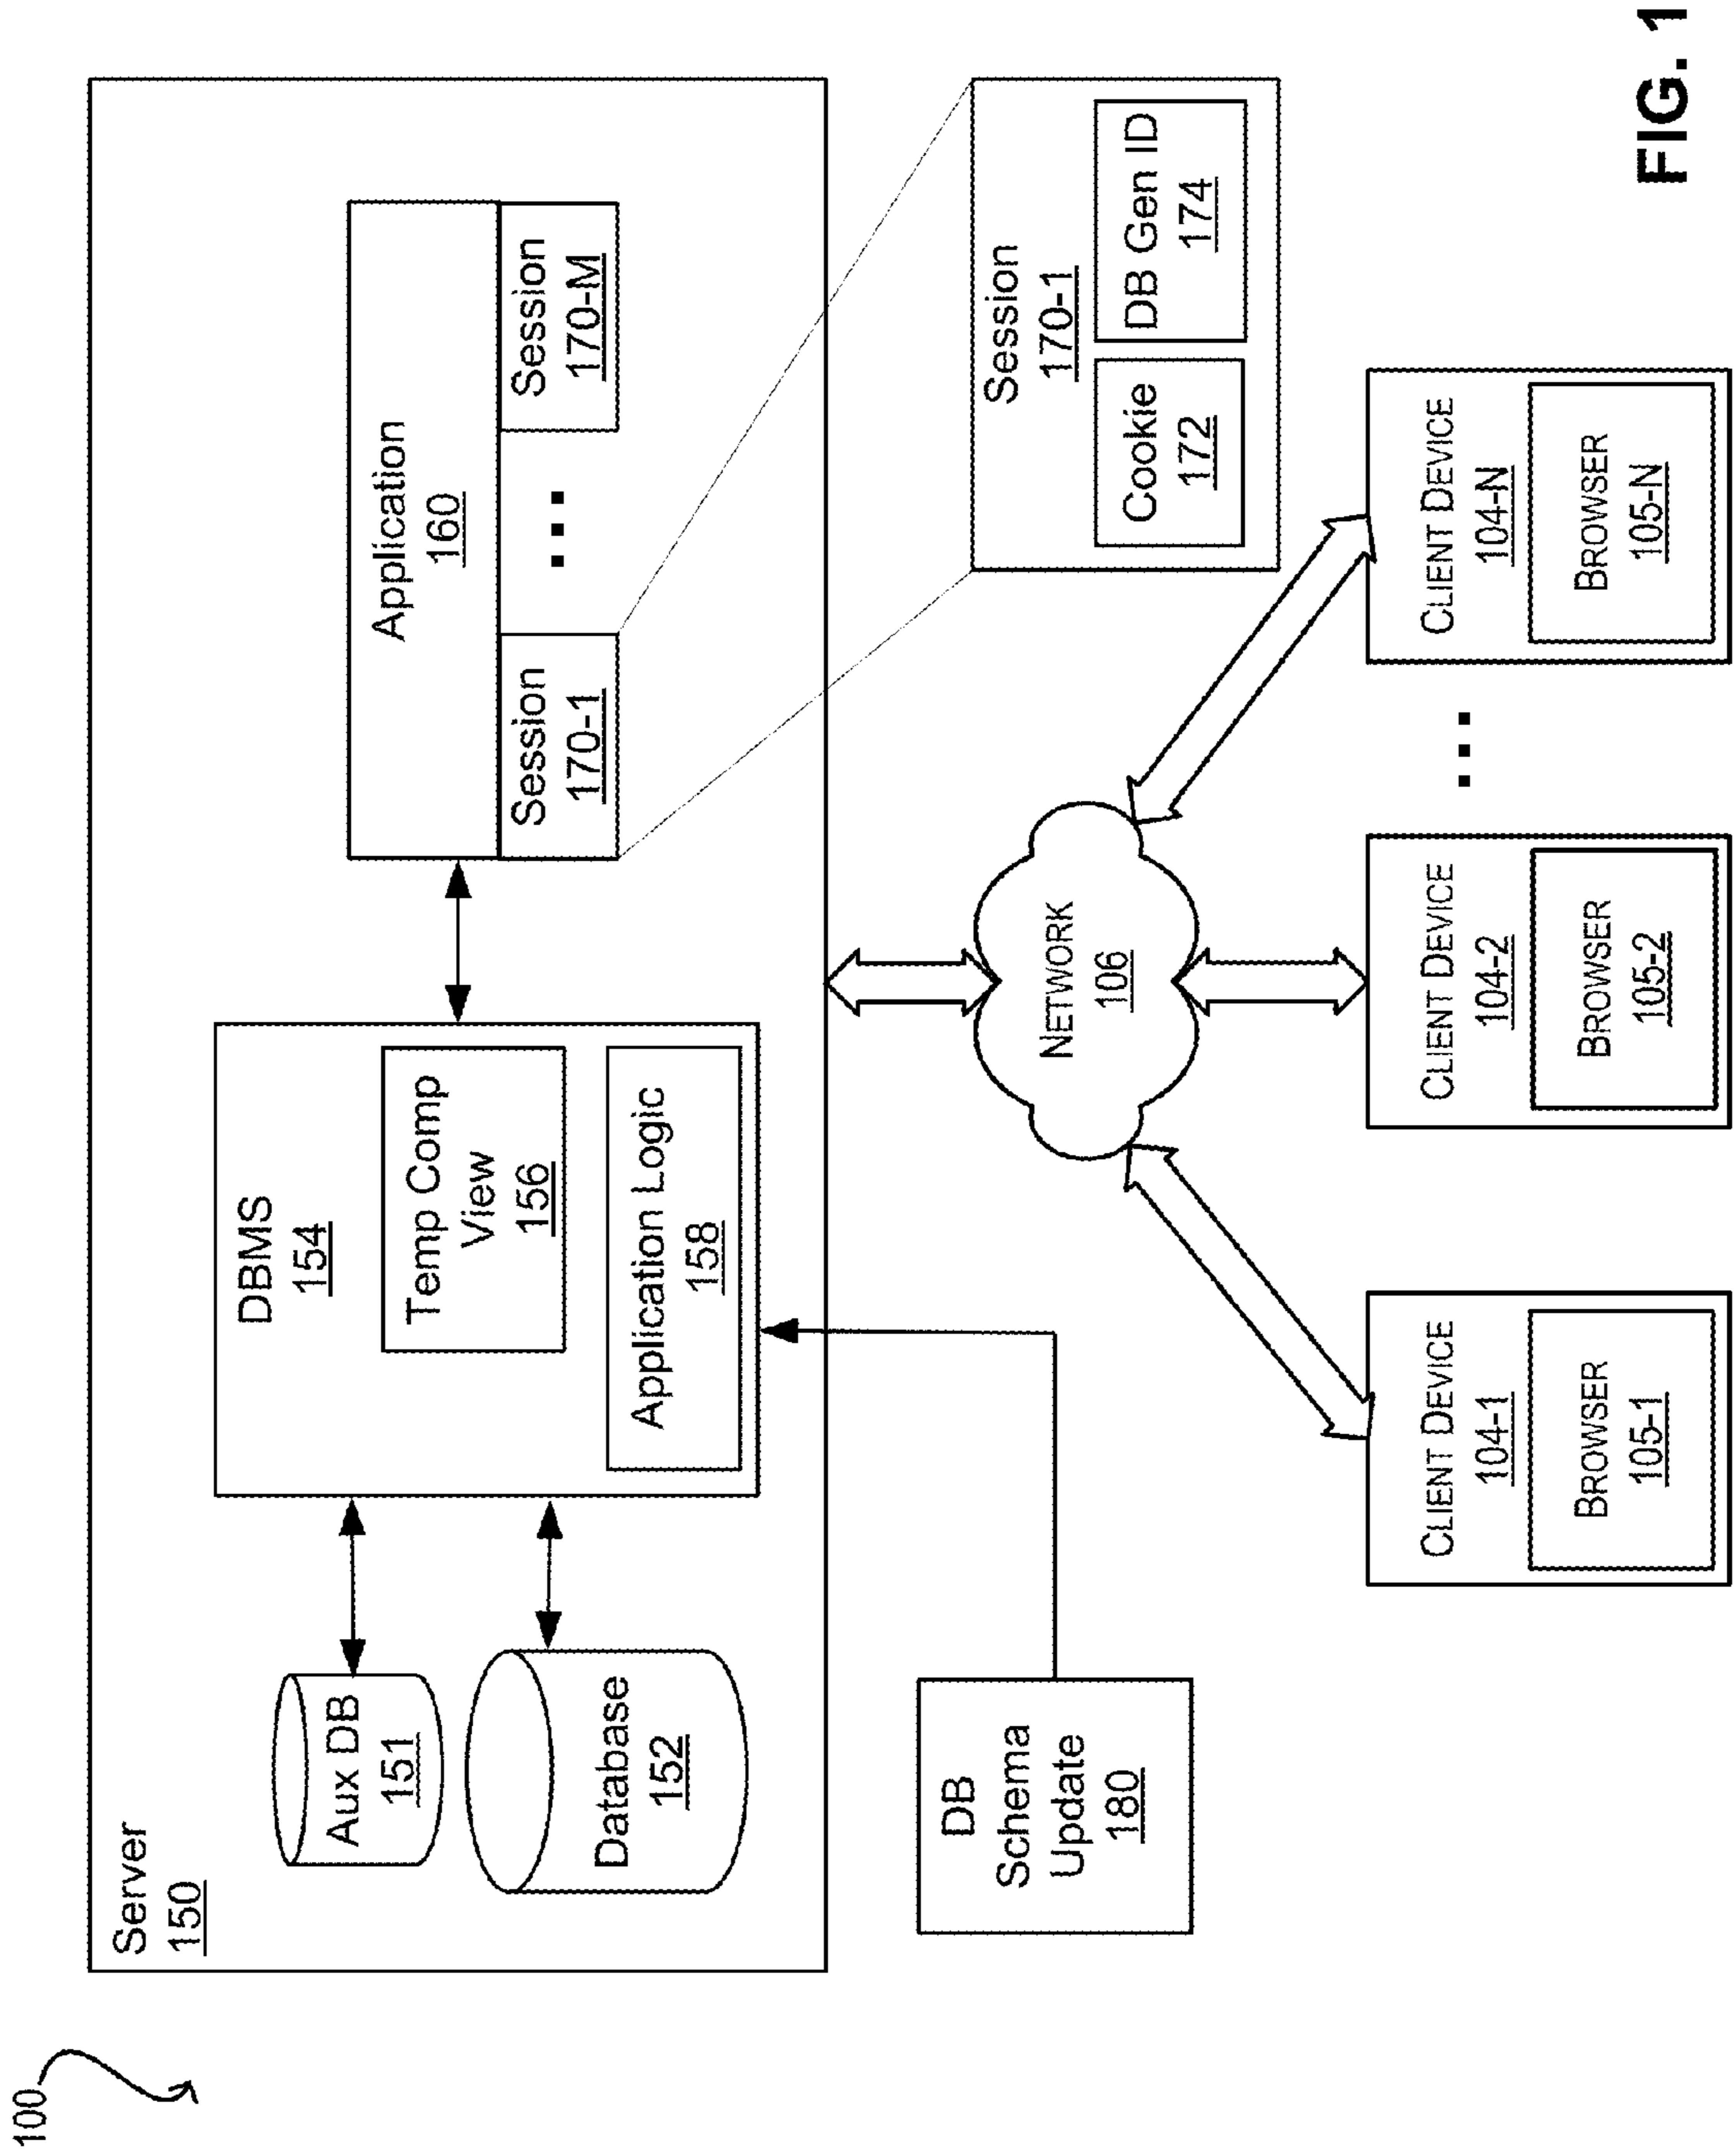 100
Server
150
Aux DB
151
Database
152
DBMS
154
Temp Comp
View
156
Application Logic
158
Application
160
Session
170-1
...
Session
170-M
DB
Schema
Update
180
Session
170-1
Cookie
172
DB Gen ID
174
NETWORK
106
CLIENT DEVICE
104-1
BROWSER
105-1
CLIENT DEVICE
104-2
BROWSER
105-2
...
CLIENT DEVICE
104-N
BROWSER
105-N
FIG. 1